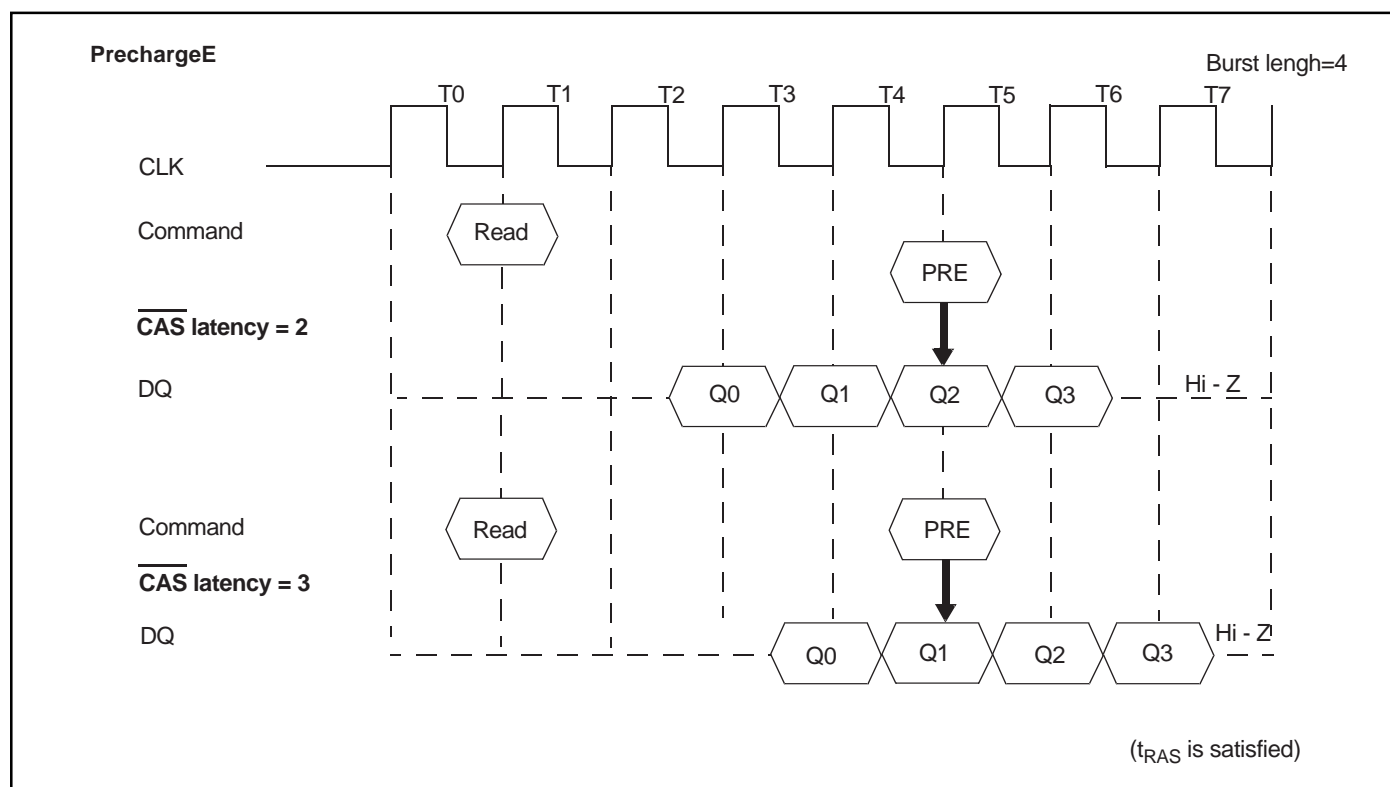 PrechargeE
Burst lengh=4
T0 T1 T2 T3 T4 T5 T6 T7
CLK
Command Read
PRE
CAS latency = 2
DQ Q0 Q1 Q2 Q3 Hi - Z
Command Read PRE
CAS latency = 3
DQ Q0 Q1 Q2 Q3 Hi - Z
(tRAS is satisfied)